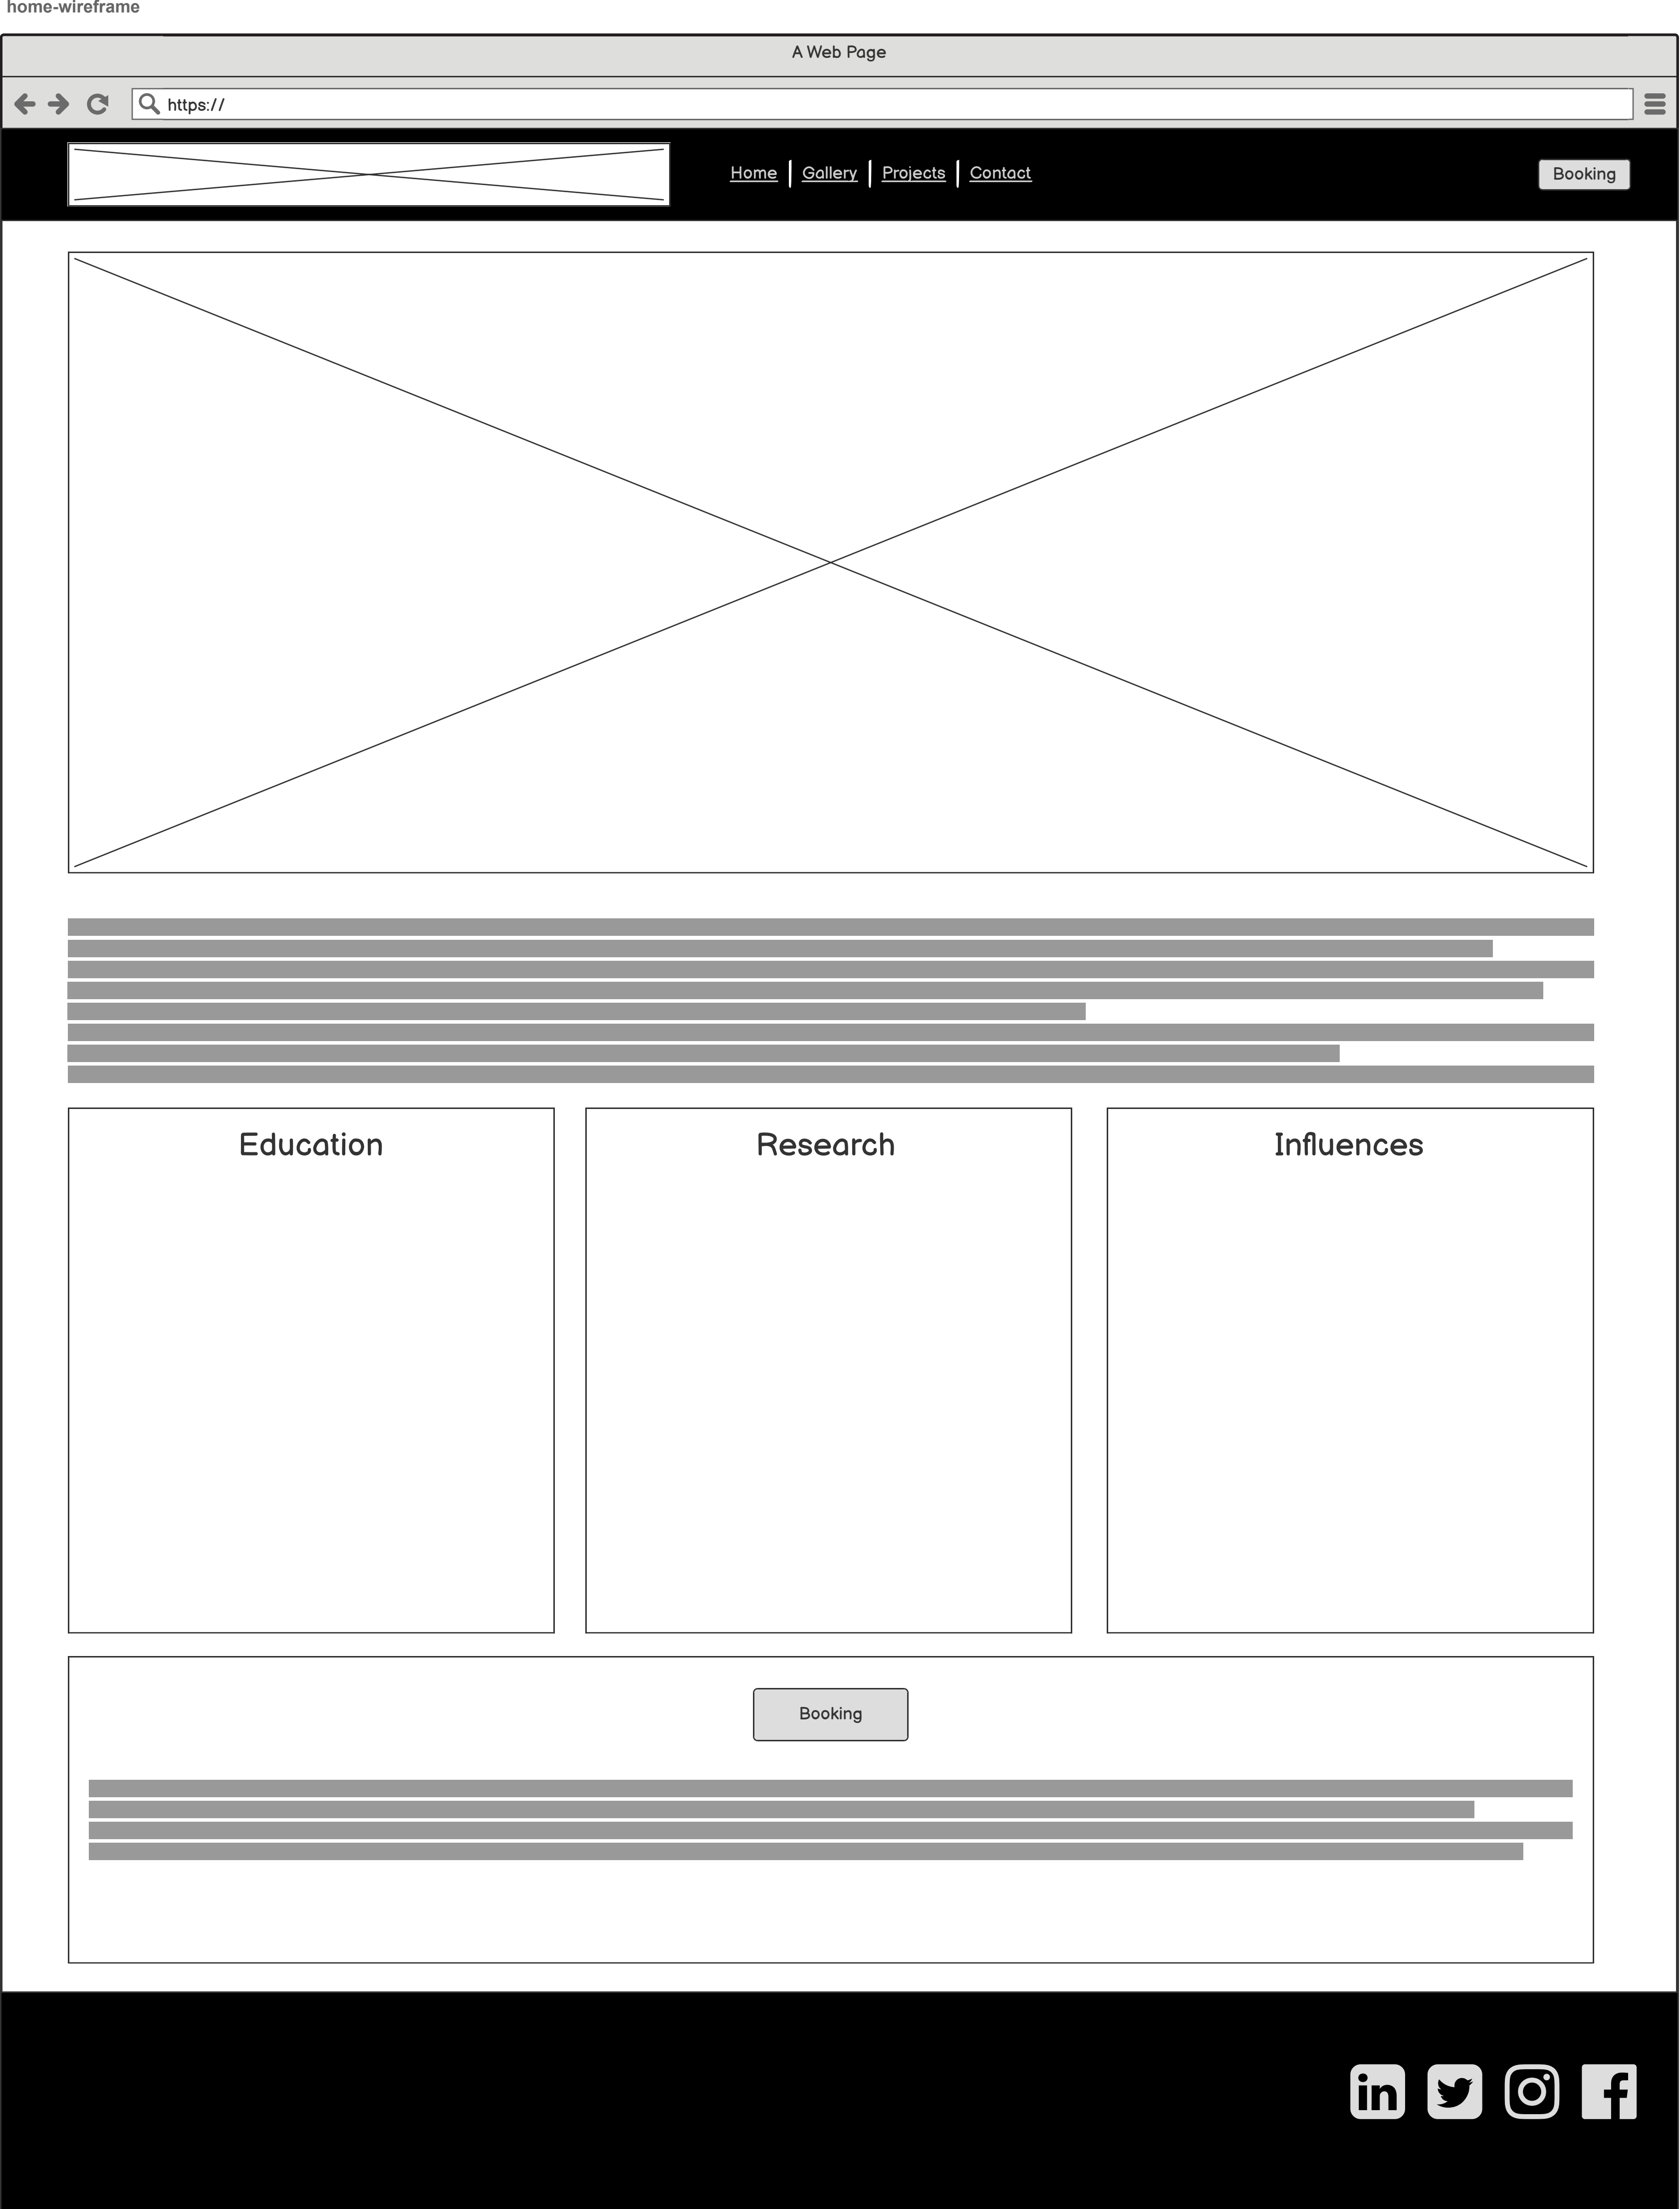 home-wireframe
A Web Page
https://
Home Gallery Projects Contact Booking
Education Research Influences
Booking